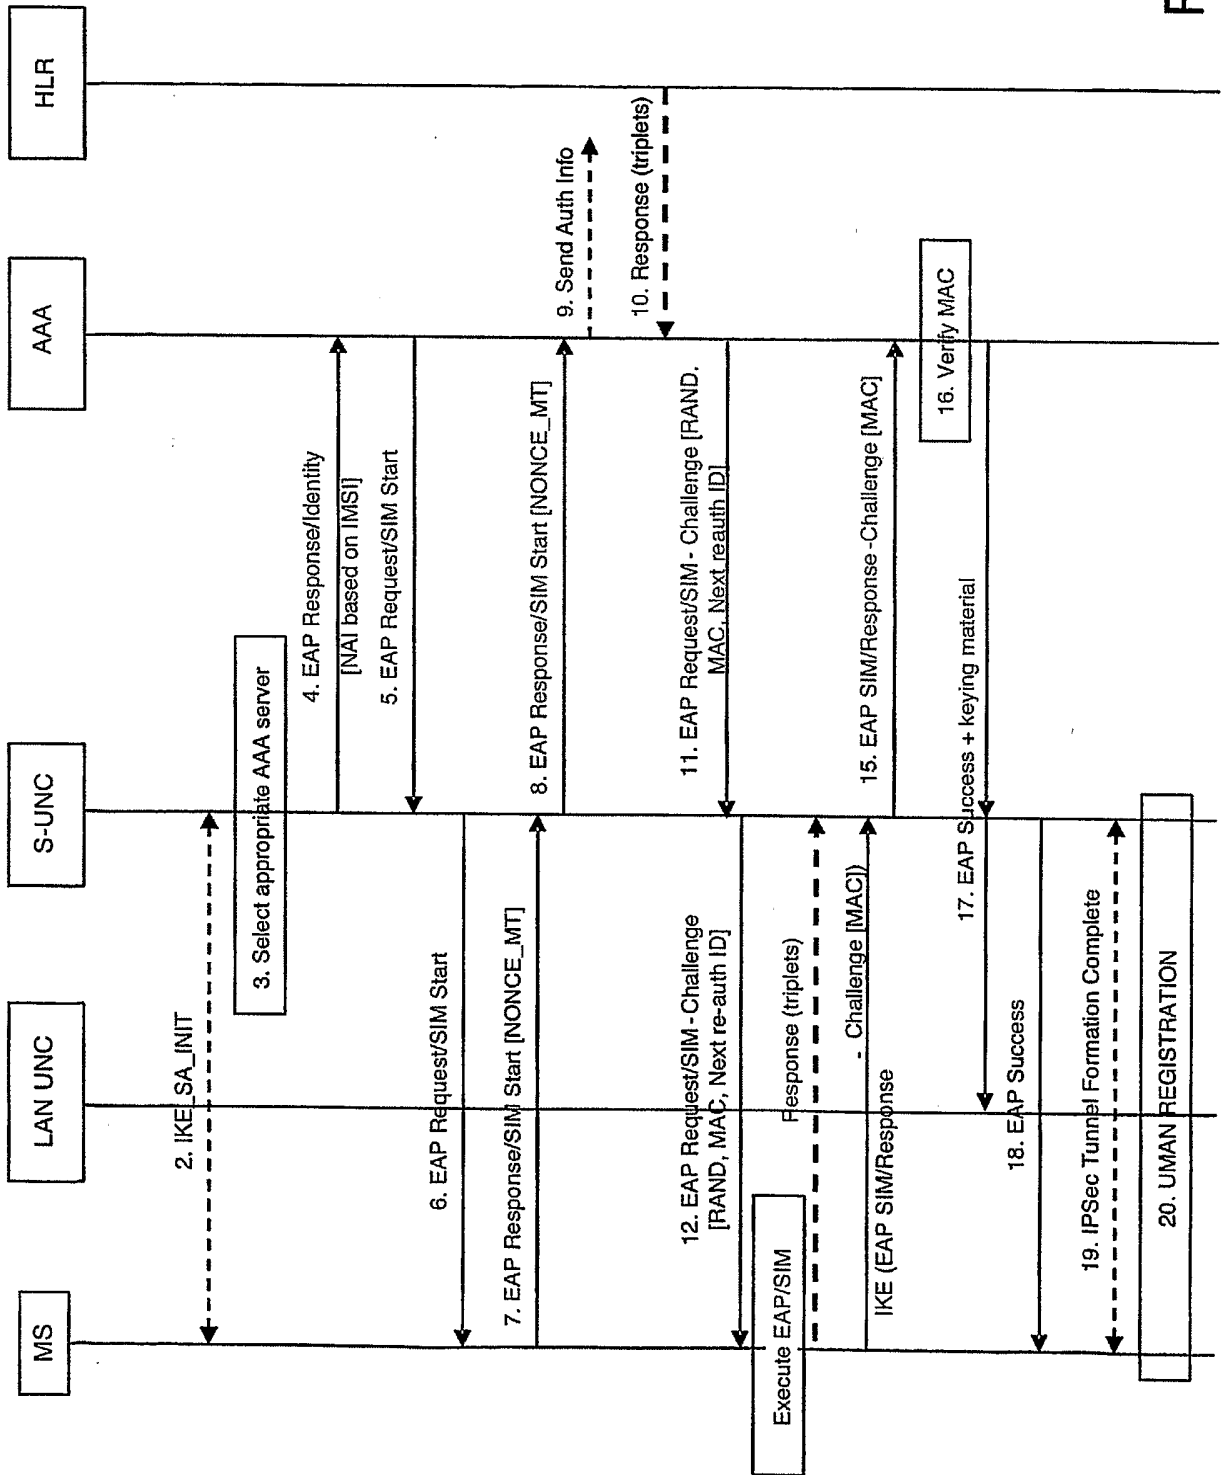 MS
LAN UNC
S-UNC
AAA
HLR
2. IKE_SA_INIT
3. Select appropriate AAA server
4. EAP Response/Identity
[NAI based on IMSI]
5. EAP Request/SIM Start
6. EAP Request/SIM Start
7. EAP Response/SIM Start [NONCE_MT]
8. EAP Response/SIM Start [NONCE_MT]
9. Send Auth Info
10. Response (triplets)
11. EAP Request/SIM - Challenge [RAND.
MAC, Next reauth ID]
12. EAP Request/SIM -Challenge
[RAND, MAC, Next re-auth ID]
Execute EAP/SIM
Response (triplets)
IKE (EAP SIM/Response
- Challenge [MAC])
15. EAP SIM/Response -Challenge [MAC]
16. Verify MAC
17. EAP Success + keying material
18. EAP Success
19. IPSec Tunnel Formation Complete
20. UMAN REGISTRATION